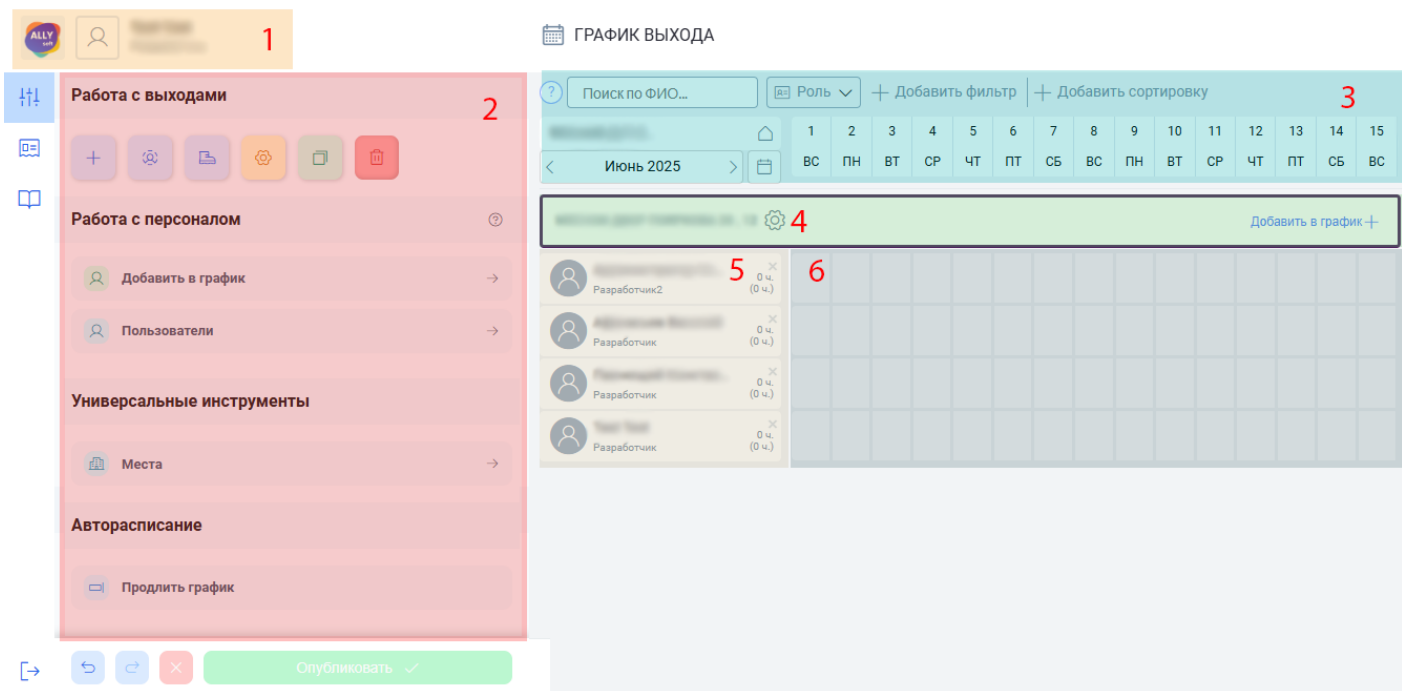 ALLY
soft
1
ГРАФИК ВЫХОДА
Работа с выходами
2
Работа с персоналом
Добавить в график
Пользователи
Универсальные инструменты
Места
Авторасписание
Продлить график
Опубликовать
?
Поиск по ФИО...
Роль
Добавить фильтр
Добавить сортировку
3
1 2 3 4 5 6 7 8 9 10 11 12 13 14 15
Июнь 2025
ВС ПН ВТ СР ЧТ ПТ СБ ВС ПН ВТ СР ЧТ ПТ СБ ВС
4
Добавить в график
5
6
0 ч.
Разработчик2
(0 ч.)
0 ч.
Разработчик
(0 ч.)
0 ч.
Разработчик
(0 ч.)
0 ч.
Разработчик
(0 ч.)